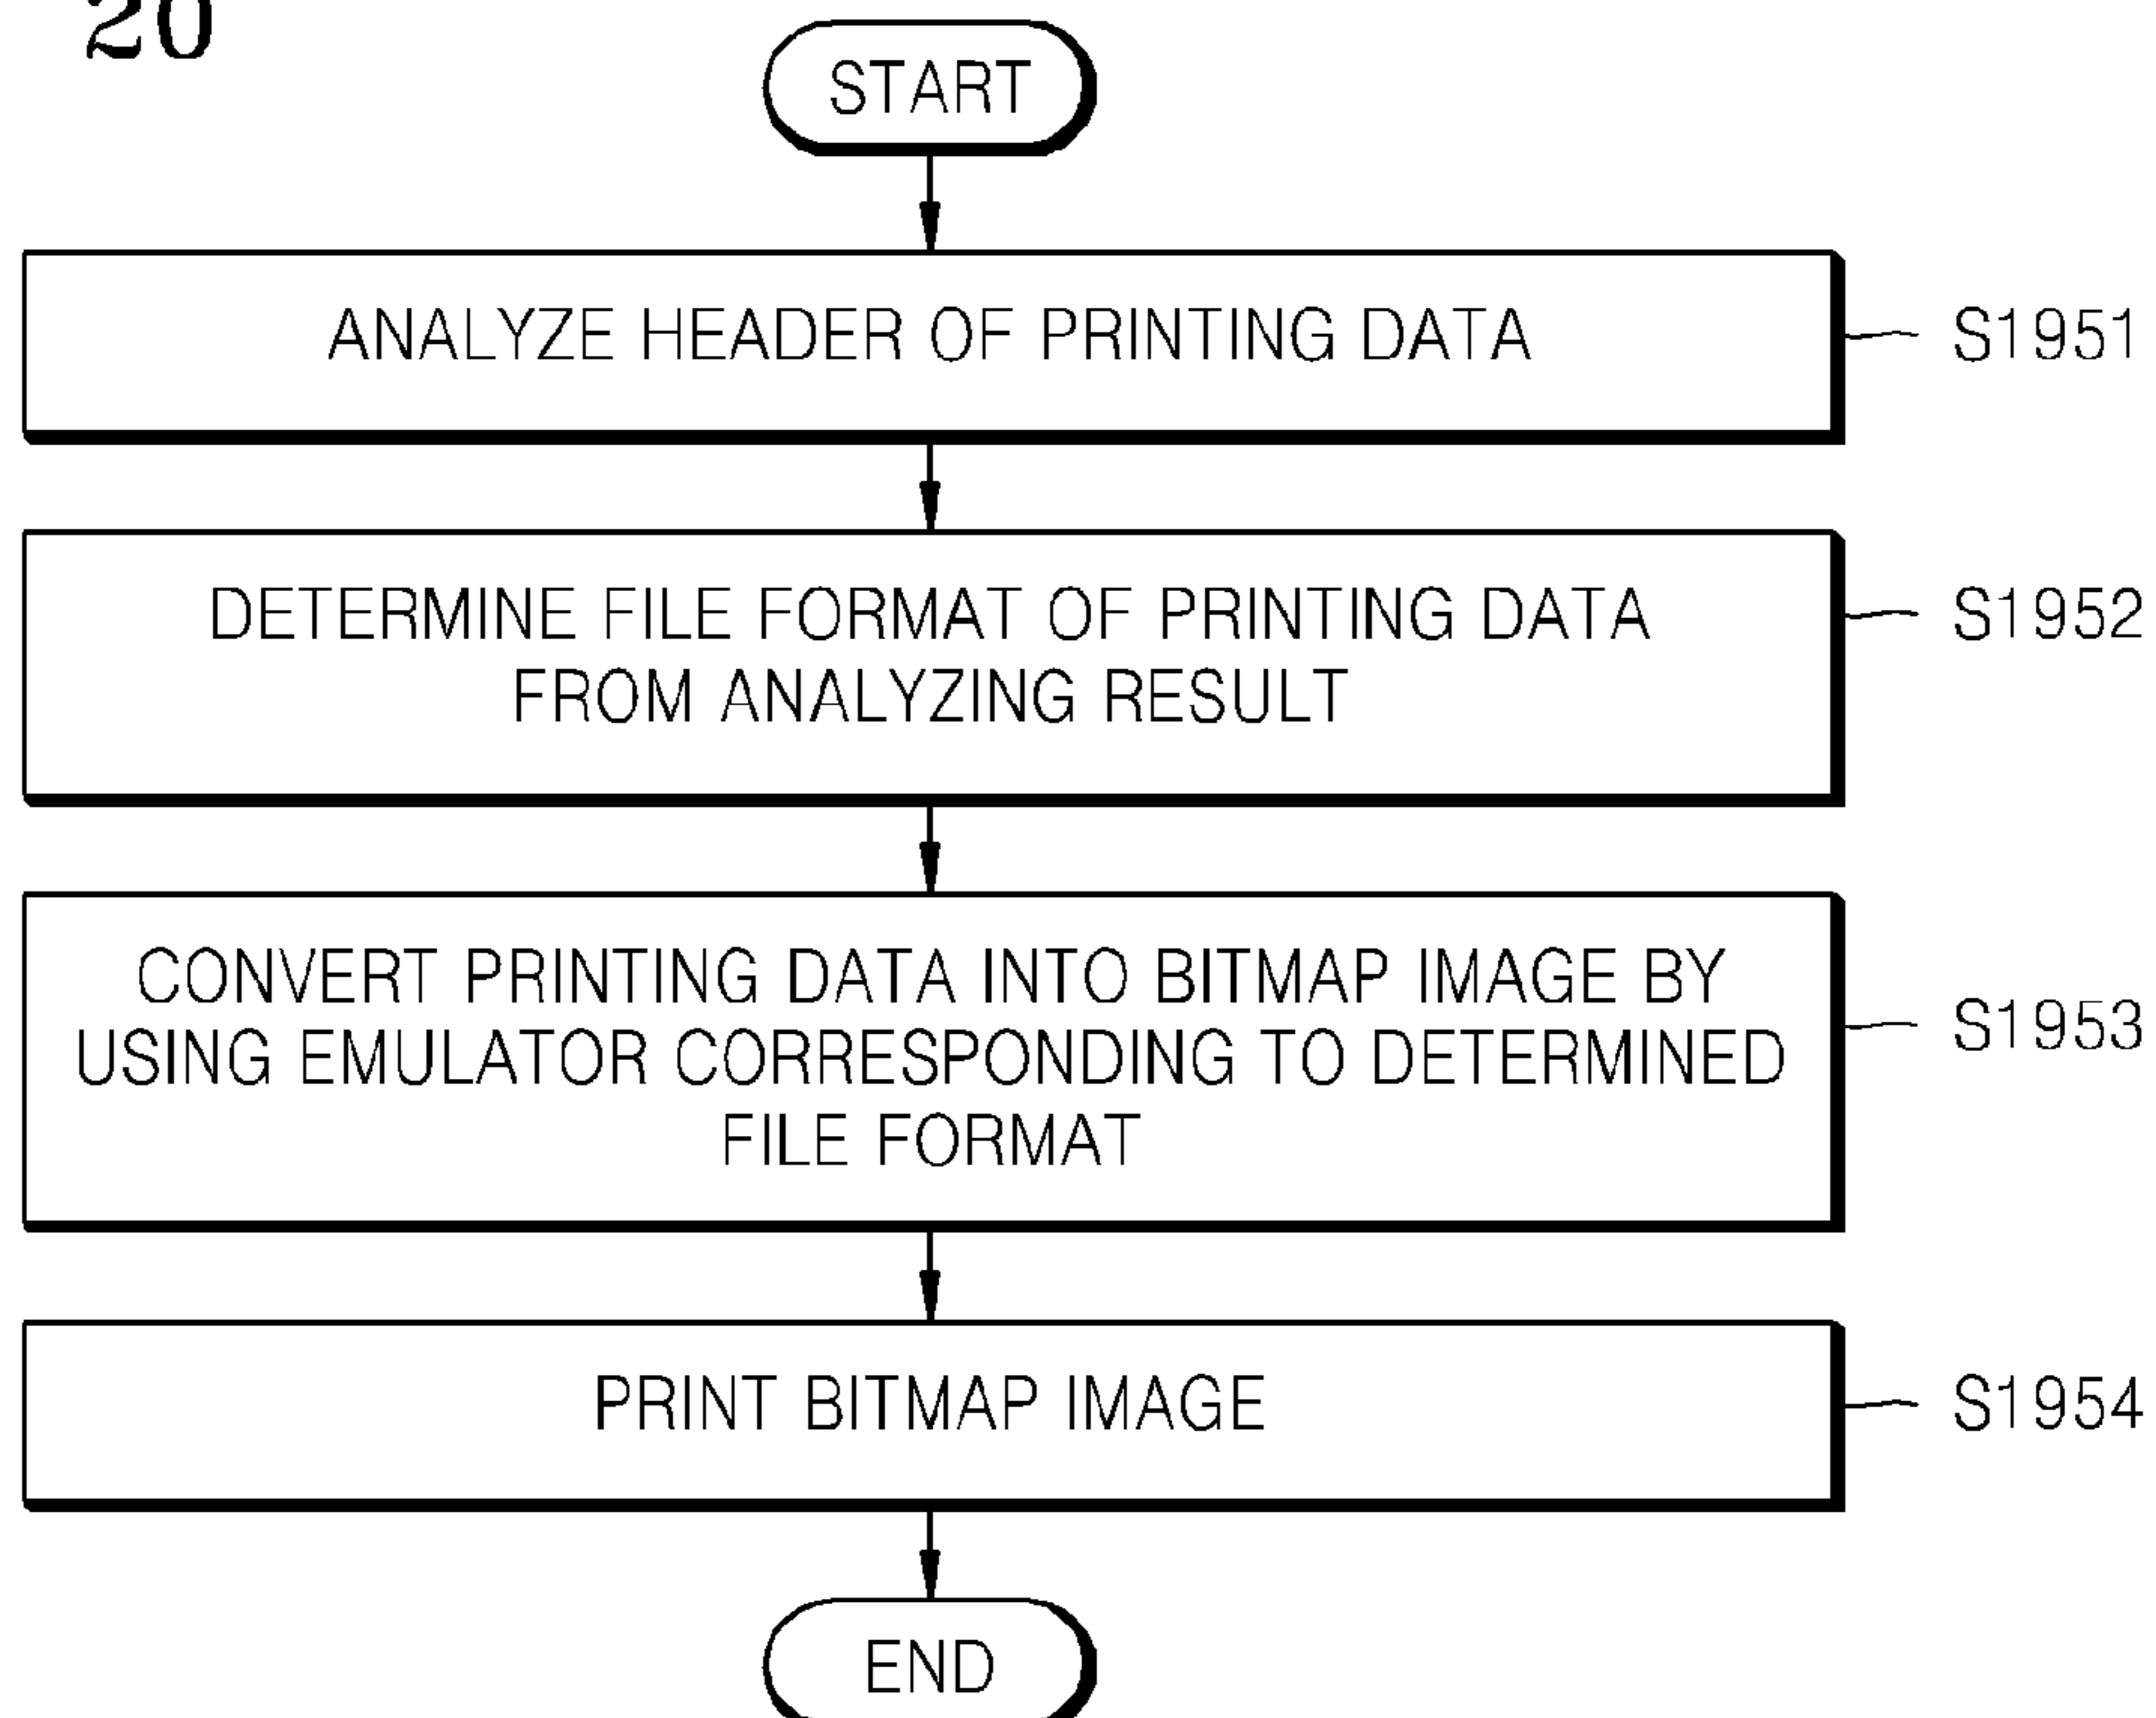 20
START
ANALYZE HEADER OF PRINTING DATA
S1951
DETERMINE FILE FORMAT OF PRINTING DATA
FROM ANALYZING RESULT
S1952
CONVERT PRINTING DATA INTO BITMAP IMAGE BY
USING EMULATOR CORRESPONDING TO DETERMINED
FILE FORMAT
S1953
PRINT BITMAP IMAGE
S1954
END